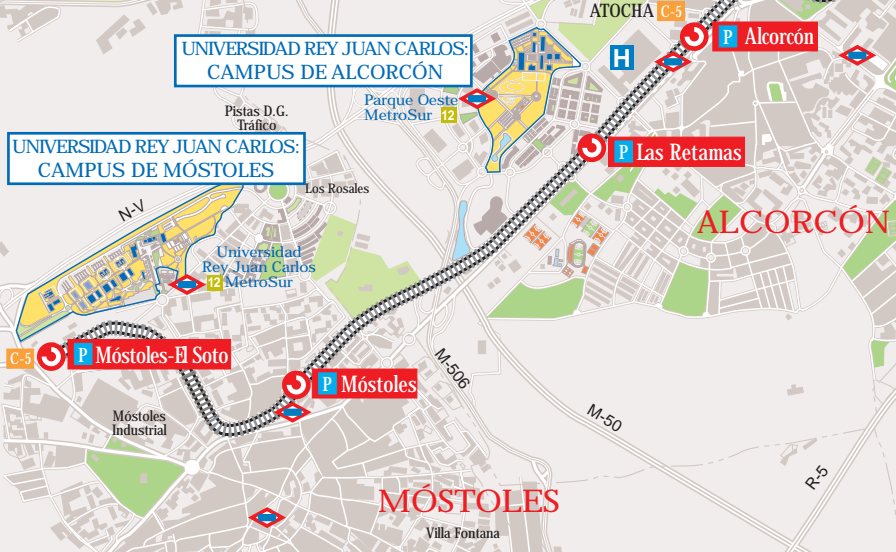 ATOCHA C-5
P Alcorcón
UNIVERSIDAD REY JUAN CARLOS:
CAMPUS DE ALCORCÓN
H
Parque Oeste
MetroSur 12
Pistas D.G.
Tráfico
UNIVERSIDAD REY JUAN CARLOS:
CAMPUS DE MÓSTOLES
P Las Retamas
Los Rosales
N-V
ALCORCÓN
Universidad
Rey Juan Carlos
12 MetroSur
C-5
P Móstoles-El Soto
P Móstoles
M-506
M-50
Móstoles
Industrial
R-5
MÓSTOLES
Villa Fontana